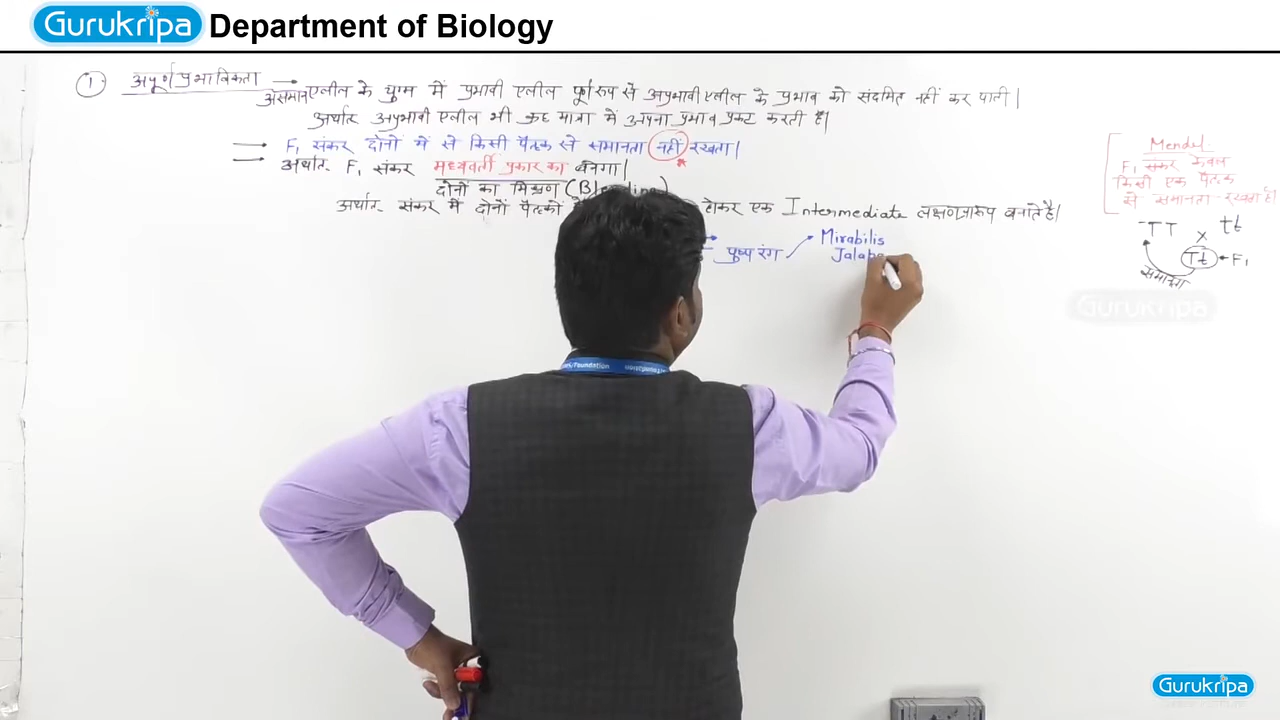 Gurukripa Department of Biology
① अपूर्ण प्रभाविकता →
असमान एलील के युग्म में प्रभावी एलील पूर्ण रूप से अप्रभावी एलील के प्रभाव को संदमित नहीं कर पाती।
अर्थात अप्रभावी एलील भी कुछ मात्रा में अपना प्रभाव प्रकट करती है।
→ F₁ संकर दोनों में से किसी पैतृक से समानता नहीं रखता।
→ अर्थात F₁ संकर मध्यवर्ती प्रकार का बनेगा।
दोनों का मिश्रण (Blending)
अर्थात संकर में दोनों पैतृकों होकर एक Intermediate लक्षणप्रारूप बनाते है।
पुष्प रंग → Mirabilis
Jalapa
Mendel
F₁ संकर केवल
किसी एक पैतृक
से समानता रखता है।
TT x tt
Tt ← F₁
समानता
Gurukripa
Gurukripa